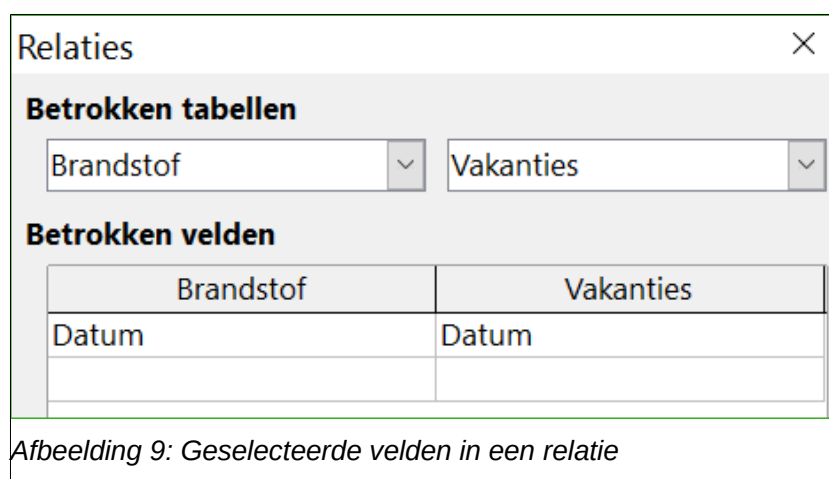 Relaties
Betrokken tabellen
Brandstof Vakanties
Betrokken velden
Brandstof Vakanties
Datum Datum
Afbeelding 9: Geselecteerde velden in een relatie